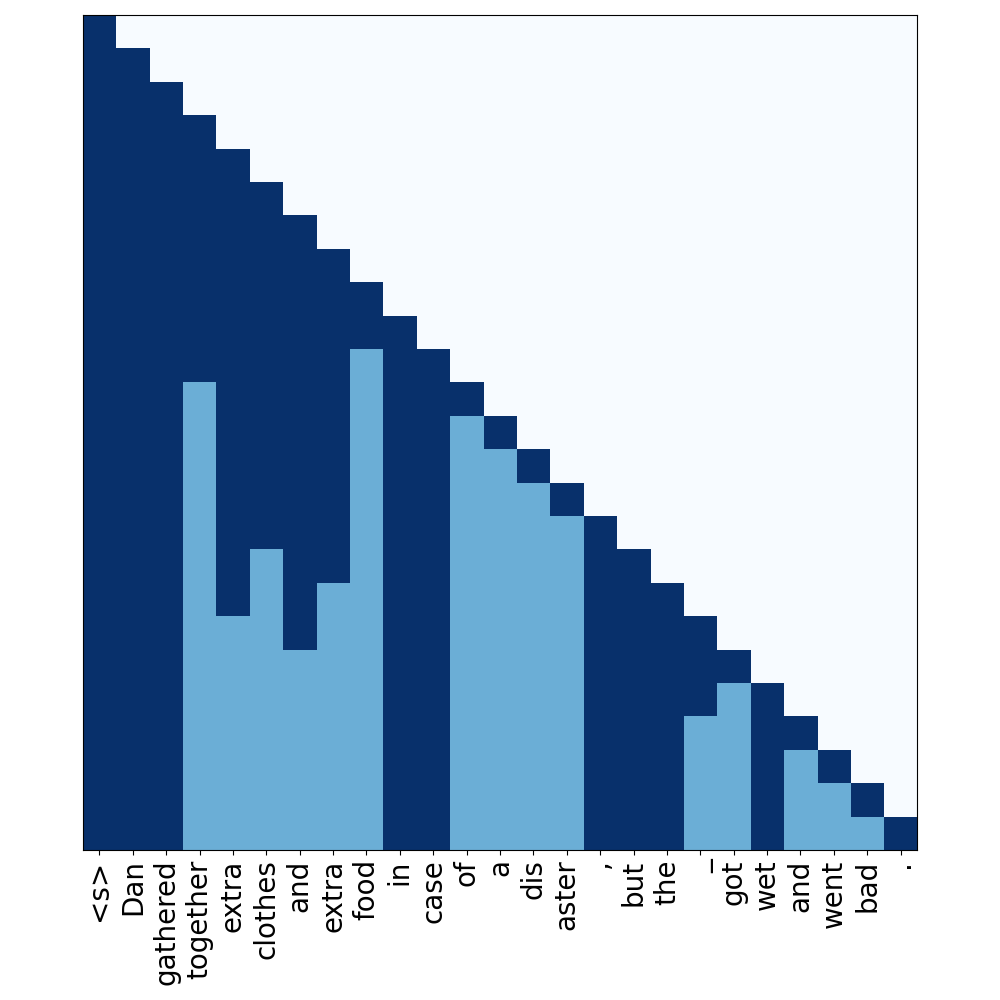 <s> Dan gathered together extra clothes and extra food in case of a dis aster , but the _ got wet and went bad .